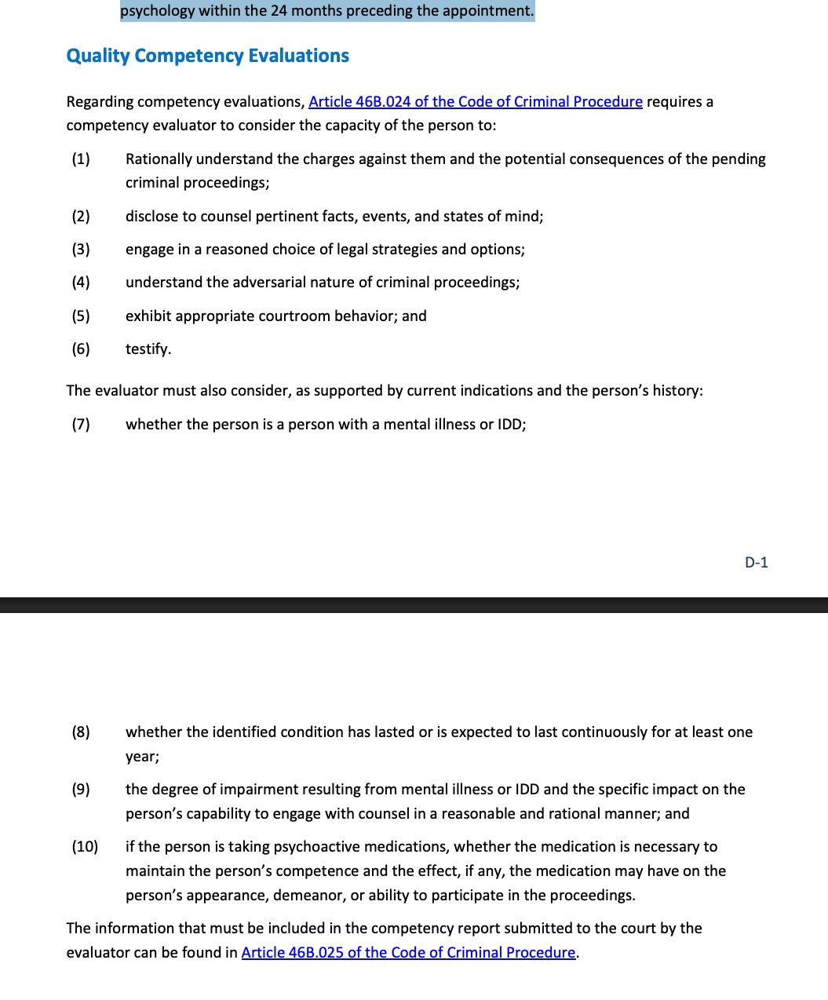 psychology within the 24 months preceding the appointment.
Quality Competency Evaluations
Regarding competency evaluations, Article 46B.024 of the Code of Criminal Procedure requires a
competency evaluator to consider the capacity of the person to:
(1) Rationally understand the charges against them and the potential consequences of the pending
criminal proceedings;
(2) disclose to counsel pertinent facts, events, and states of mind;
(3) engage in a reasoned choice of legal strategies and options;
(4) understand the adversarial nature of criminal proceedings;
(5) exhibit appropriate courtroom behavior; and
(6) testify.
The evaluator must also consider, as supported by current indications and the person’s history:
(7) whether the person is a person with a mental illness or IDD;
D-1
(8) whether the identified condition has lasted or is expected to last continuously for at least one
year;
(9) the degree of impairment resulting from mental illness or IDD and the specific impact on the
person’s capability to engage with counsel in a reasonable and rational manner; and
(10) if the person is taking psychoactive medications, whether the medication is necessary to
maintain the person’s competence and the effect, if any, the medication may have on the
person’s appearance, demeanor, or ability to participate in the proceedings.
The information that must be included in the competency report submitted to the court by the
evaluator can be found in Article 46B.025 of the Code of Criminal Procedure.